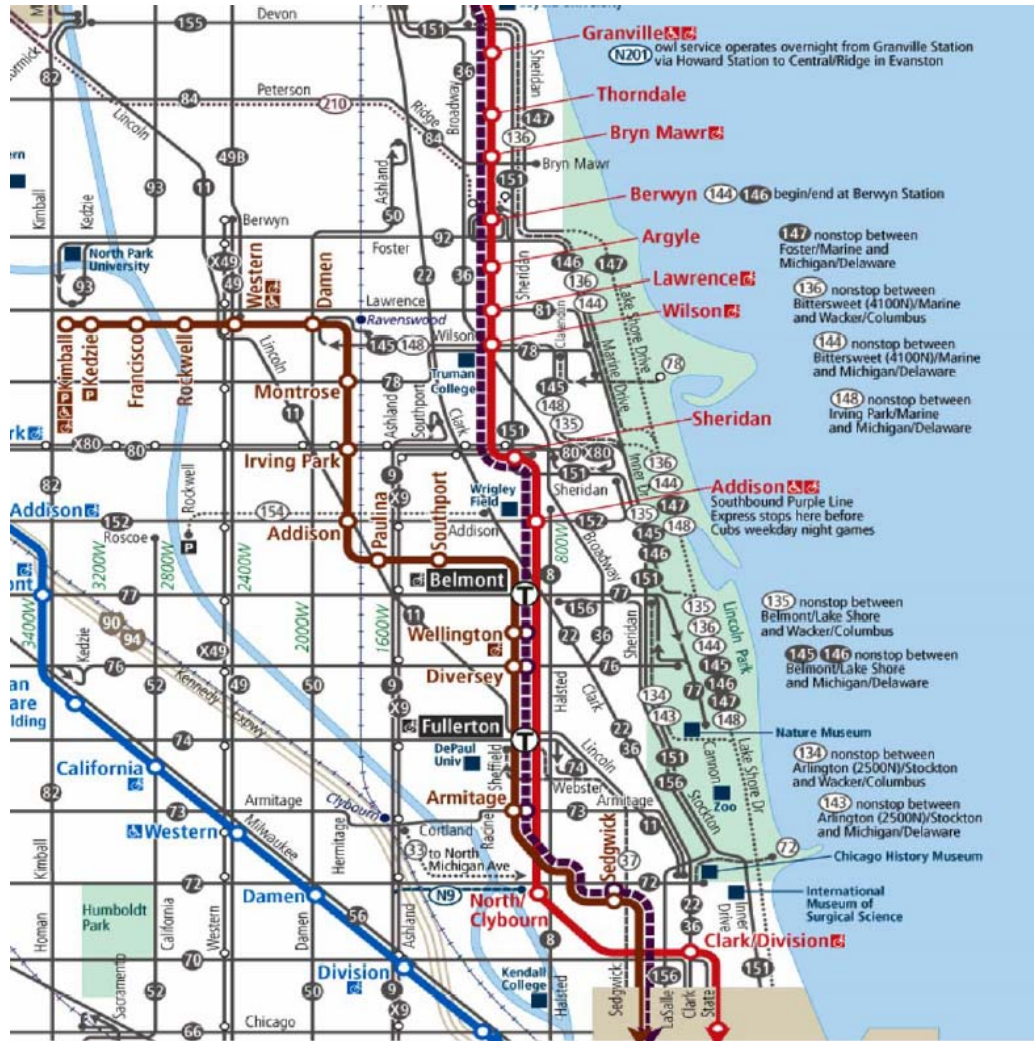 155
Devon
151
Granville
N201 owl service operates overnight from Granville Station
via Howard Station to Central/Ridge in Evanston
82
36
Broadway
Sheridan
Peterson
84
210
Lincoln
Ridge
84
Thorndale
147
136
Bryn Mawr
Bryn Mawr
49B
Kimball
Kedzie
93
11
Ashland
50
151
Berwyn 144 146 begin/end at Berwyn Station
Berwyn
North Park
University
93
X49
49
Western
Damen
Foster
92
22
36
Sheridan
Argyle
146
147
136
144
Lake Shore Drive
147 nonstop between
Foster/Marine and
Michigan/Delaware
Lawrence
Lawrence
Ravenswood
81
Wilson
Wilson
136 nonstop between
Bittersweet (4100N)/Marine
and Wacker/Columbus
Kimball
Kedzie
Francisco
Rockwell
Lincoln
145
148
78
Clarendon
Marine Drive
78
Truman
College
144 nonstop between
Bittersweet (4100N)/Marine
and Michigan/Delaware
Montrose
78
Ashland
Southport
Clark
145
148
135
148 nonstop between
Irving Park/Marine
and Michigan/Delaware
11
Sheridan
X80
80
Irving Park
9
X9
151
80
X80
151
Inner Dr
136
144
82
Rockwell
Wrigley
Field
Sheridan
Addison
152
154
Addison
Paulina
Southport
Addison
800W
Broadway
152
135
147
148
145
146
Addison
Southbound Purple Line
Express stops here before
Cubs weekday night games
Roscoe
P
3400W
3200W
2800W
2400W
2000W
1600W
Belmont
T
8
151
77
77
156
135
136
144
Lincoln Park
135 nonstop between
Belmont/Lake Shore
and Wacker/Columbus
90
94
11
Wellington
22
36
Sheridan
Kedzie
X49
76
Diversey
76
145
146
147
148
77
145 146 nonstop between
Belmont/Lake Shore
and Michigan/Delaware
52
49
50
9
X9
Kennedy
Expwy
Halsted
Clark
134
143
Fullerton
T
22
36
Nature Museum
74
DePaul
Univ
Sheffield
Lincoln
74
Webster
151
156
Cannon
Lake Shore Dr
134 nonstop between
Arlington (2500N)/Stockton
and Wacker/Columbus
California
Zoo
82
73
Armitage
Clybourn
Armitage
Racine
Armitage
73
11
Stockton
143 nonstop between
Arlington (2500N)/Stockton
and Michigan/Delaware
Western
Milwaukee
Hermitage
Cortland
33 to North
Michigan Ave
37
Sedgwick
72
Chicago History Museum
Kimball
72
Damen
N9
North/
Clybourn
22
22
36
Inner
Drive
International
Museum of
Surgical Science
Humboldt
Park
56
Homan
California
Western
Damen
Ashland
8
Clark/Division
70
Division
Kendall
College
Halsted
Sedgwick
156
LaSalle
Clark
State
151
Sacramento
52
50
9
X9
66
Chicago